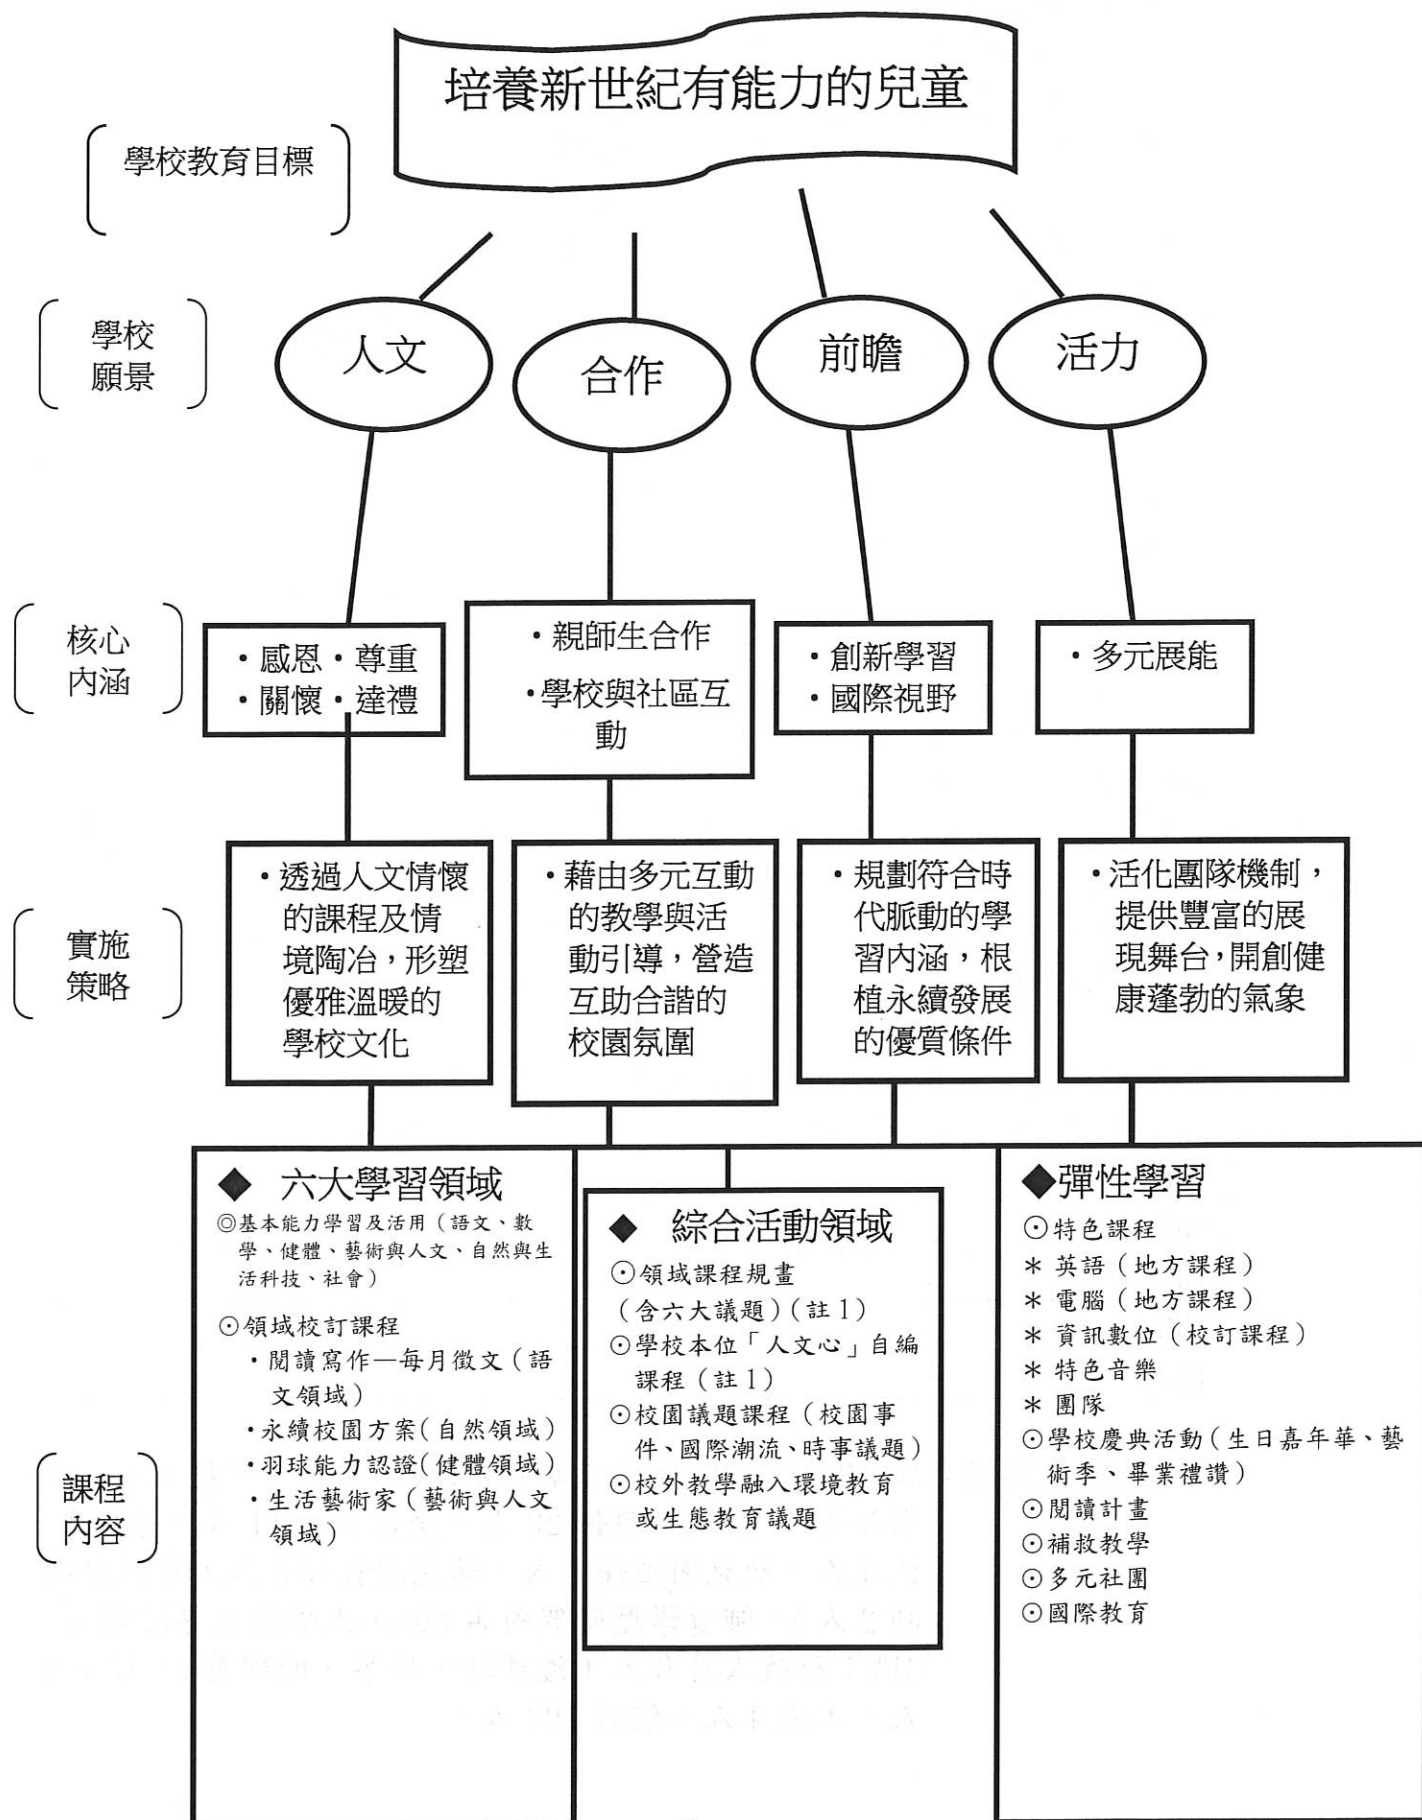 培養新世紀有能力的兒童
學校教育目標
學校
願景
人文
合作
前瞻
活力
核心
內涵
・感恩・尊重
・關懷・達禮
・親師生合作
・學校與社區互
動
・創新學習
・國際視野
・多元展能
實施
策略
・透過人文情懷
的課程及情
境陶冶，形塑
優雅溫暖的
學校文化
・藉由多元互動
的教學與活
動引導，營造
互助合諧的
校園氛圍
・規劃符合時
代脈動的學
習內涵，根
植永續發展
的優質條件
・活化團隊機制，
提供豐富的展
現舞台，開創健
康蓬勃的氣象
課程
內容
◆ 六大學習領域
◎基本能力學習及活用（語文、數
學、健體、藝術與人文、自然與生
活科技、社會）
⊙領域校訂課程
・閱讀寫作—每月徵文（語
文領域）
・永續校園方案（自然領域）
・羽球能力認證（健體領域）
・生活藝術家（藝術與人文
領域）
◆ 綜合活動領域
⊙領域課程規畫
（含六大議題）（註1）
⊙學校本位「人文心」自編
課程（註1）
⊙校園議題課程（校園事
件、國際潮流、時事議題）
⊙校外教學融入環境教育
或生態教育議題
◆彈性學習
⊙特色課程
＊ 英語（地方課程）
＊ 電腦（地方課程）
＊ 資訊數位（校訂課程）
＊ 特色音樂
＊ 團隊
⊙學校慶典活動（生日嘉年華、藝
術季、畢業禮讚）
⊙閱讀計畫
⊙補救教學
⊙多元社團
⊙國際教育